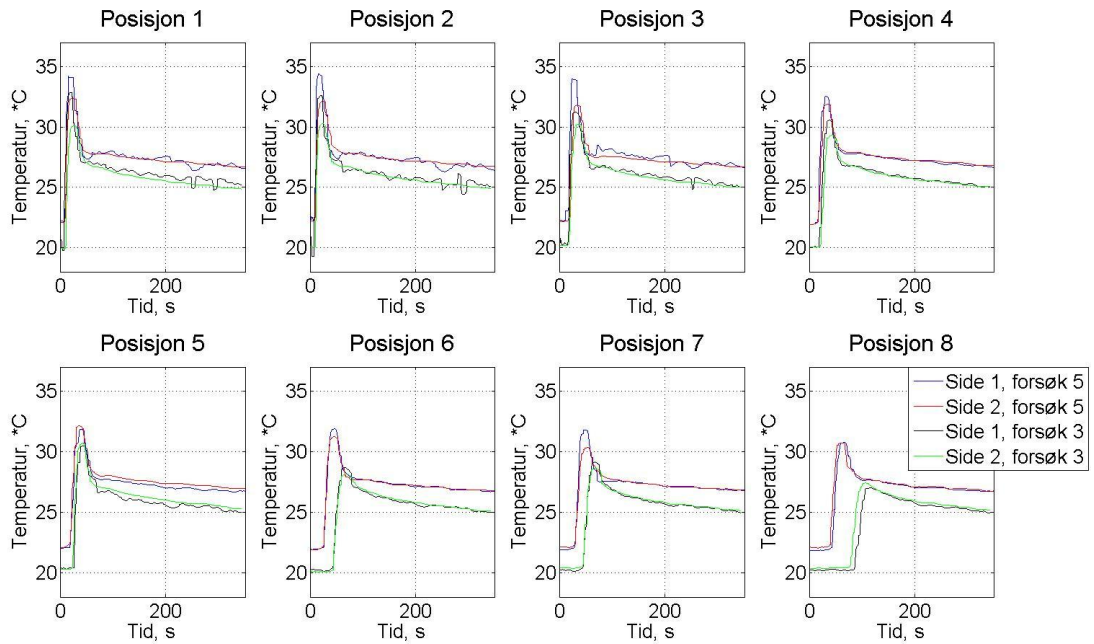 Posisjon 1
Posisjon 2
Posisjon 3
Posisjon 4
Temperatur, *C
35
30
25
20
0
200
Tid, s
Temperatur, *C
35
30
25
20
0
200
Tid, s
Temperatur, *C
35
30
25
20
0
200
Tid, s
Temperatur, *C
35
30
25
20
0
200
Tid, s
Posisjon 5
Posisjon 6
Posisjon 7
Posisjon 8
Temperatur, *C
35
30
25
20
0
200
Tid, s
Temperatur, *C
35
30
25
20
0
200
Tid, s
Temperatur, *C
35
30
25
20
0
200
Tid, s
Temperatur, *C
35
30
25
20
0
200
Tid, s
Side 1, forsøk 5
Side 2, forsøk 5
Side 1, forsøk 3
Side 2, forsøk 3